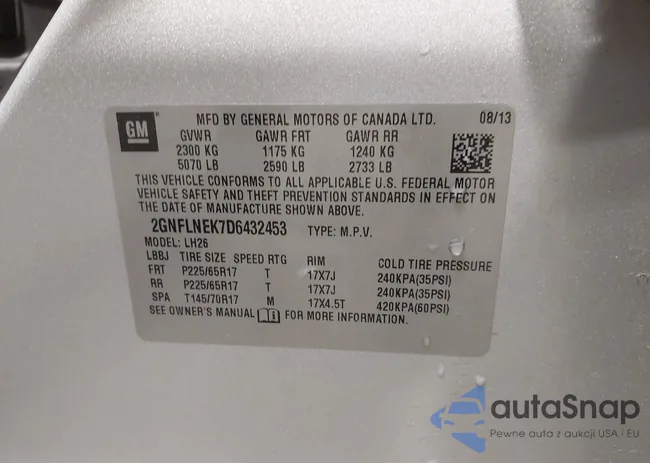 GM
MFD BY GENERAL MOTORS OF CANADA LTD. 08/13
GVWR GAWR FRT GAWR RR
2300 KG 1175 KG 1240 KG
5070 LB 2590 LB 2733 LB
THIS VEHICLE CONFORMS TO ALL APPLICABLE U.S. FEDERAL MOTOR
VEHICLE SAFETY AND THEFT PREVENTION STANDARDS IN EFFECT ON
THE DATE OF MANUFACTURE SHOWN ABOVE.
2GNFLNEK7D6432453 TYPE: M.P.V.
MODEL: LH26
LBBJ TIRE SIZE SPEED RTG RIM COLD TIRE PRESSURE
FRT P225/65R17 T 17X7J 240KPA(35PSI)
RR P225/65R17 T 17X7J 240KPA(35PSI)
SPA T145/70R17 M 17X4.5T 420KPA(60PSI)
SEE OWNER'S MANUAL FOR MORE INFORMATION.
autaSnap
Pewne auta z aukcji USA i EU